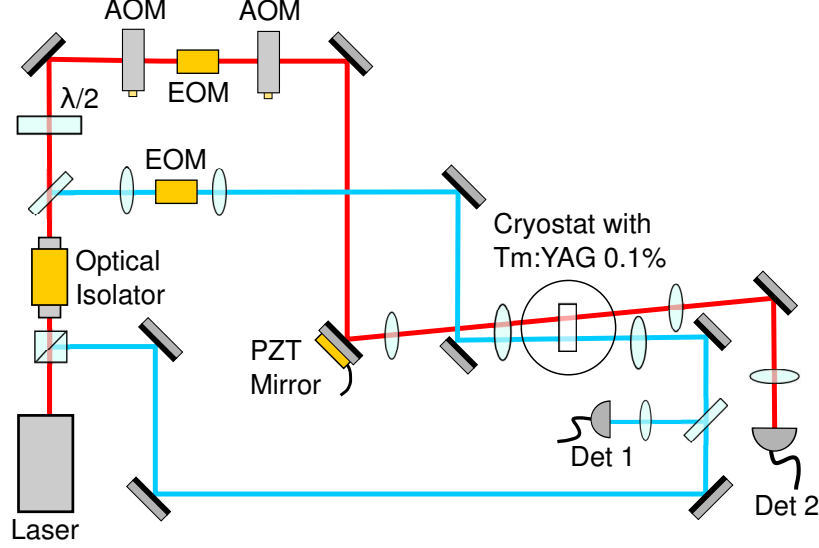 AOM
AOM
EOM
λ/2
EOM
Cryostat with
Tm:YAG 0.1%
Optical
Isolator
PZT
Mirror
Det 1
Det 2
Laser